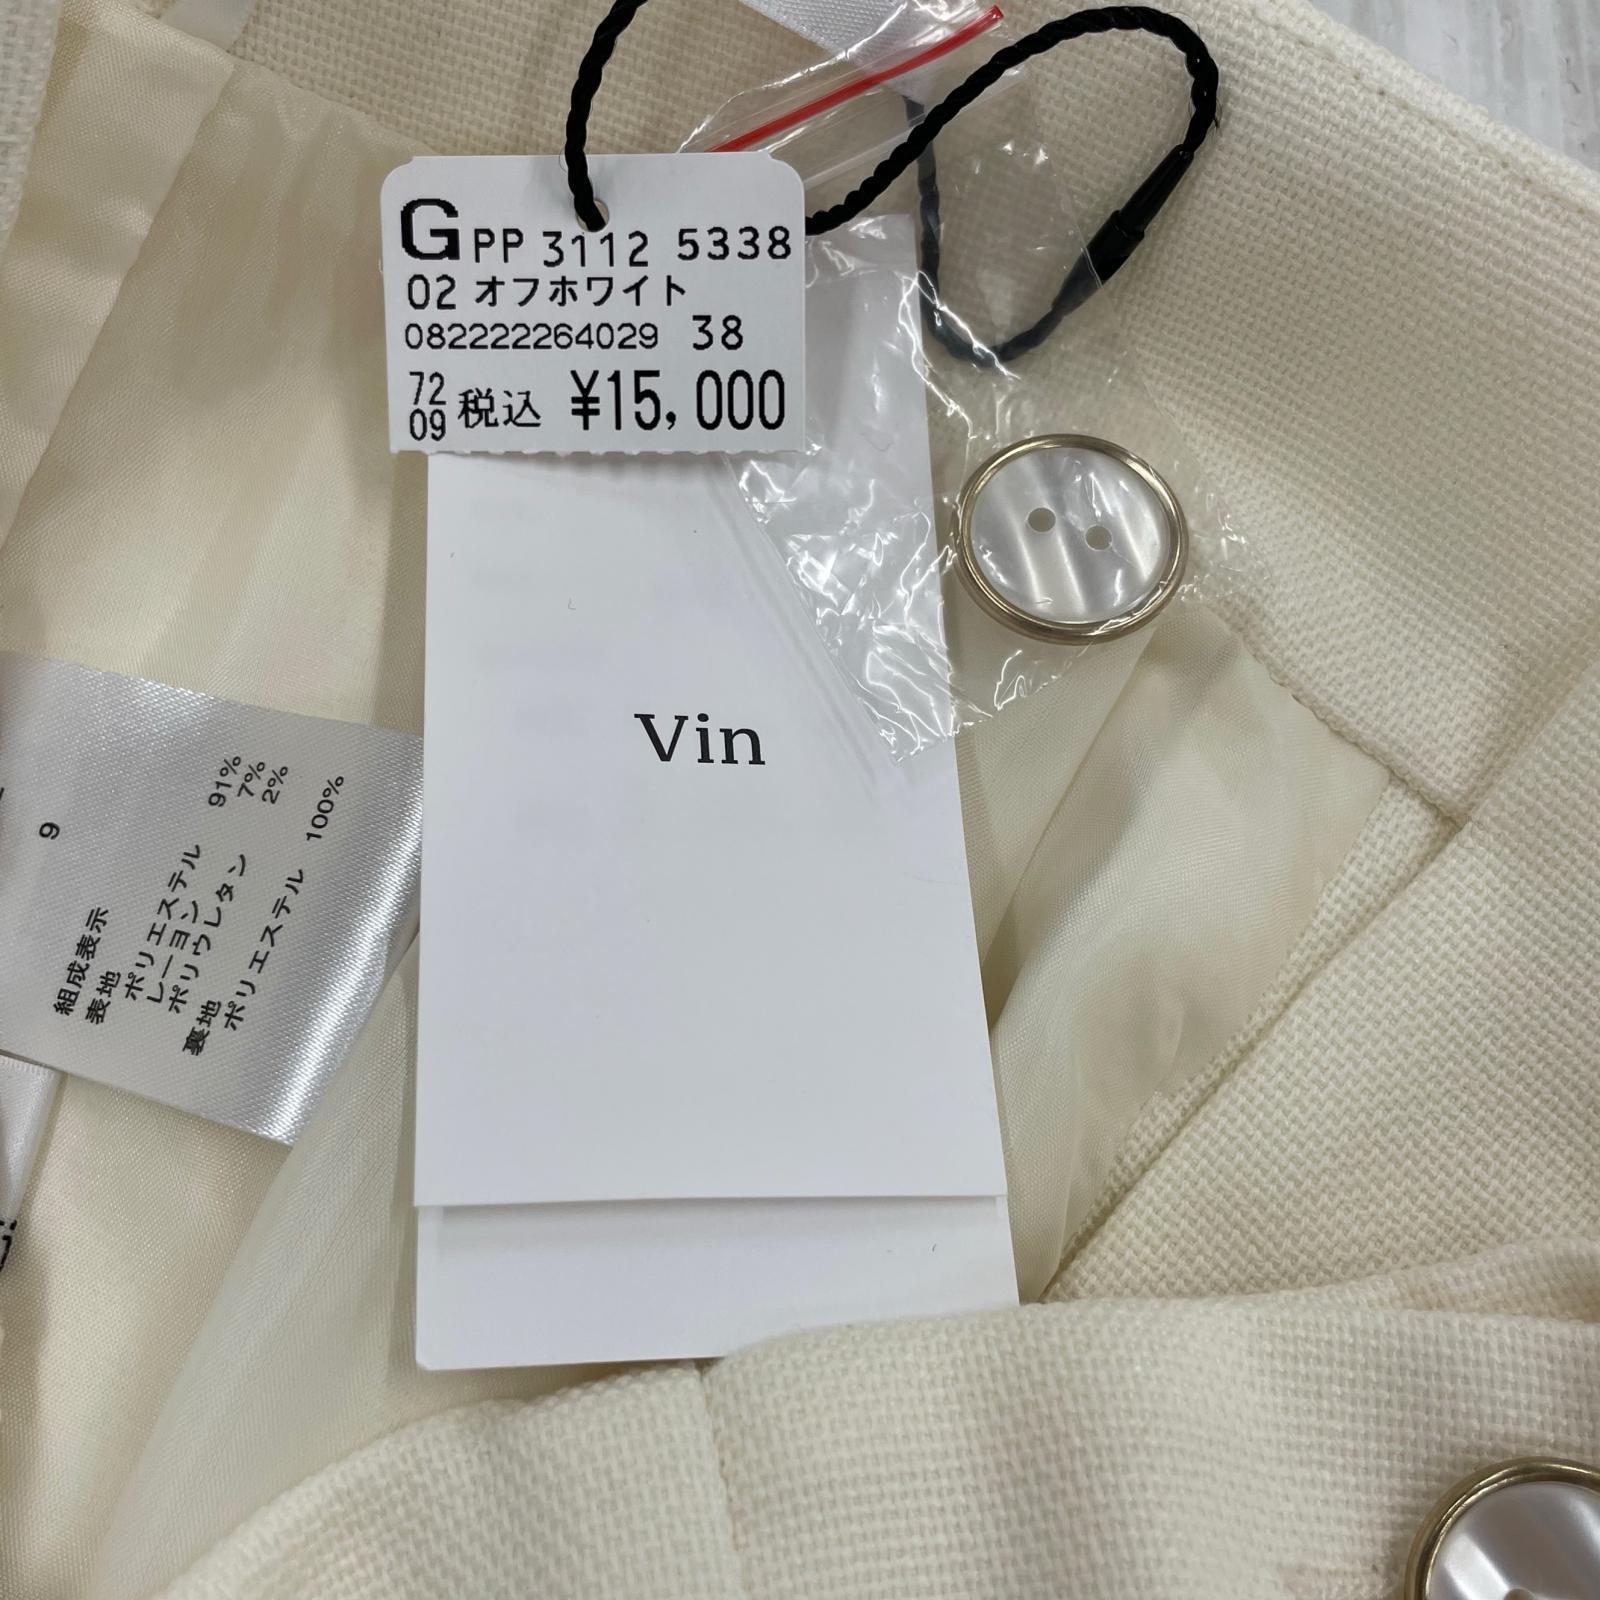 G PP 3112 5338
02 オフホワイト
082222264029 38
72
09 税込 ¥15,000
Vin
9
組成表示
表地
ポリエステル 91%
レーヨン 7%
ポリウレタン 2%
裏地
ポリエステル 100%